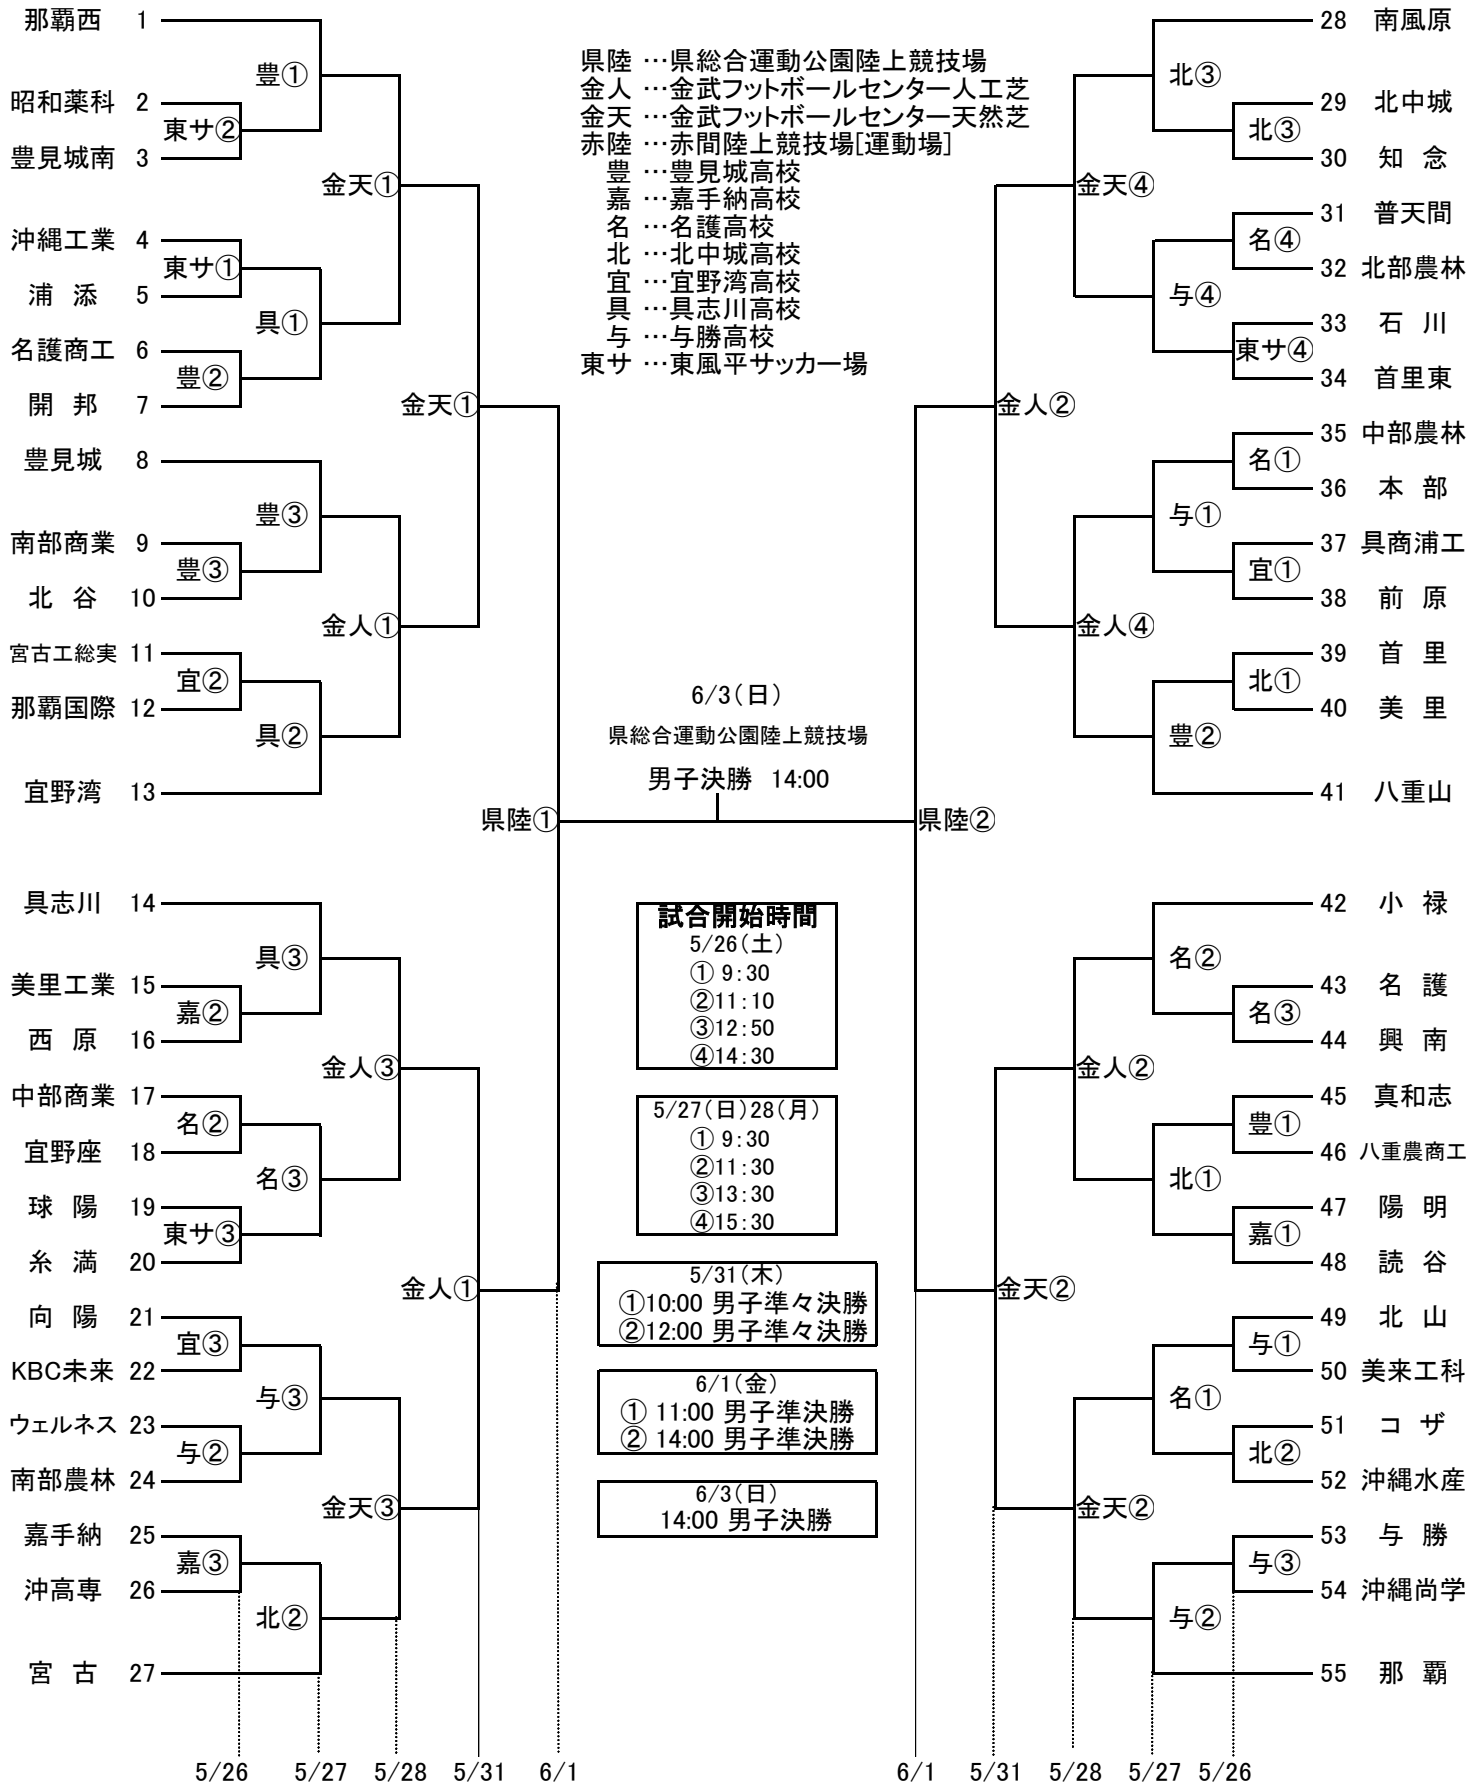 那覇西 1
豊①
昭和薬科 2
東サ②
豊見城南 3
金天①
沖縄工業 4
東サ①
浦 添 5
具①
名護商工 6
豊②
開 邦 7
金天①
豊見城 8
豊③
南部商業 9
豊③
北 谷 10
金人①
宮古工総実 11
宜②
那覇国際 12
具②
宜野湾 13
県陸①
具志川 14
具③
美里工業 15
嘉②
西 原 16
金人③
中部商業 17
名②
宜野座 18
名③
球 陽 19
東サ③
糸 満 20
金人①
向 陽 21
宜③
KBC未来 22
与③
ウェルネス 23
与②
南部農林 24
金天③
嘉手納 25
嘉③
沖高専 26
北②
宮 古 27
県陸 …県総合運動公園陸上競技場
金人 …金武フットボールセンター人工芝
金天 …金武フットボールセンター天然芝
赤陸 …赤間陸上競技場[運動場]
豊 …豊見城高校
嘉 …嘉手納高校
名 …名護高校
北 …北中城高校
宜 …宜野湾高校
具 …具志川高校
与 …与勝高校
東サ …東風平サッカー場
6/3(日)
県総合運動公園陸上競技場
男子決勝 14:00
試合開始時間
5/26(土)
① 9:30
②11:10
③12:50
④14:30
5/27(日)28(月)
① 9:30
②11:30
③13:30
④15:30
5/31(木)
①10:00 男子準々決勝
②12:00 男子準々決勝
6/1(金)
① 11:00 男子準決勝
② 14:00 男子準決勝
6/3(日)
14:00 男子決勝
28 南風原
北③
29 北中城
北③
30 知 念
金天④
31 普天間
名④
32 北部農林
与④
33 石 川
東サ④
34 首里東
金人②
35 中部農林
名①
36 本 部
与①
37 具商浦工
宜①
38 前 原
金人④
39 首 里
北①
40 美 里
豊②
41 八重山
県陸②
42 小 禄
名②
43 名 護
名③
44 興 南
金人②
45 真和志
豊①
46 八重農商工
北①
47 陽 明
嘉①
48 読 谷
金天②
49 北 山
与①
50 美来工科
名①
51 コ ザ
北②
52 沖縄水産
金天②
53 与 勝
与③
54 沖縄尚学
与②
55 那 覇
5/26 5/27 5/28 5/31 6/1 6/1 5/31 5/28 5/27 5/26